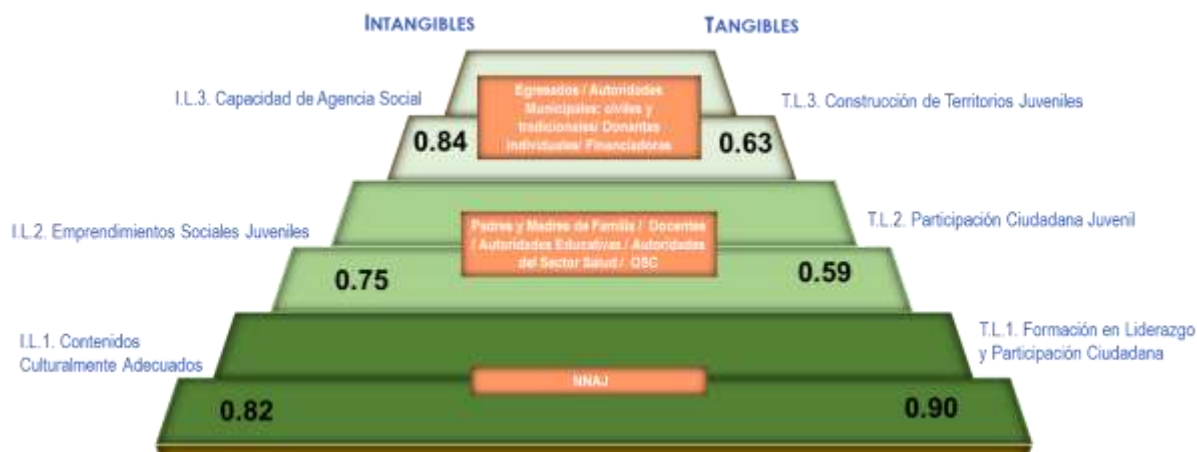 INTANGIBLES
TANGIBLES
I.L.3. Capacidad de Agencia Social
Egresados / Autoridades
Municipales: civiles y
tradicionales/ Donantes
Individuales/ Financiadoras
T.L.3. Construcción de Territorios Juveniles
0.84
0.63
I.L.2. Emprendimientos Sociales Juveniles
Padres y Madres de Familia / Docentes
/ Autoridades Educativas / Autoridades
del Sector Salud / OSC
T.L.2. Participación Ciudadana Juvenil
0.75
0.59
I.L.1. Contenidos
Culturalmente Adecuados
NNAJ
T.L.1. Formación en Liderazgo
y Participación Ciudadana
0.82
0.90